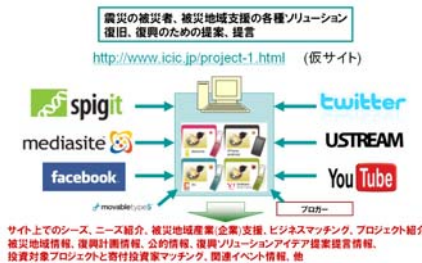 震災の被災者、被災地域支援の各種ソリューション
復旧、復興のための提案、提言
http://www.icic.jp/project-1.html (仮サイト)
spigit
twitter
mediasite
USTREAM
facebook
You Tube
movabletype5
ブロガー
サイト上でのシーズ、ニーズ紹介、被災地域産業(企業)支援、ビジネスマッチング、プロジェクト紹介
被災地域情報、復興計画情報、公的情報、復興ソリューションアイデア提案提言情報、
投資対象プロジェクトと寄付投資家マッチング、関連イベント情報、他